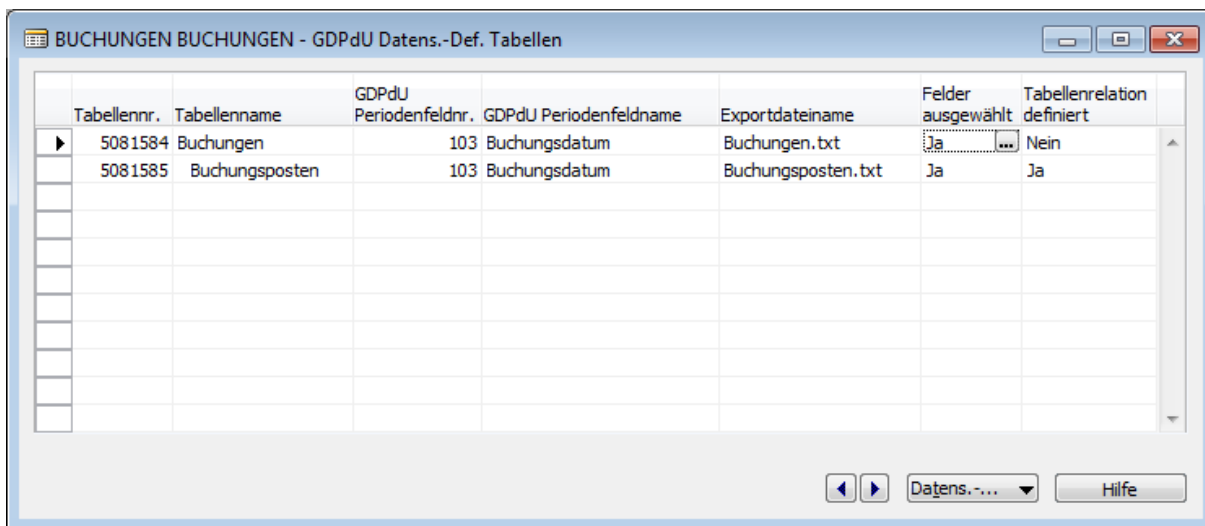 BUCHUNGEN BUCHUNGEN - GDPdU Datens.-Def. Tabellen
Tabellennr. Tabellenname GDPdU Periodenfeldnr. GDPdU Periodenfeldname Exportdateiname Felder ausgewählt Tabellenrelation definiert
5081584 Buchungen 103 Buchungsdatum Buchungen.txt Ja ... Nein
5081585 Buchungsposten 103 Buchungsdatum Buchungsposten.txt Ja Ja
Datens.-... Hilfe